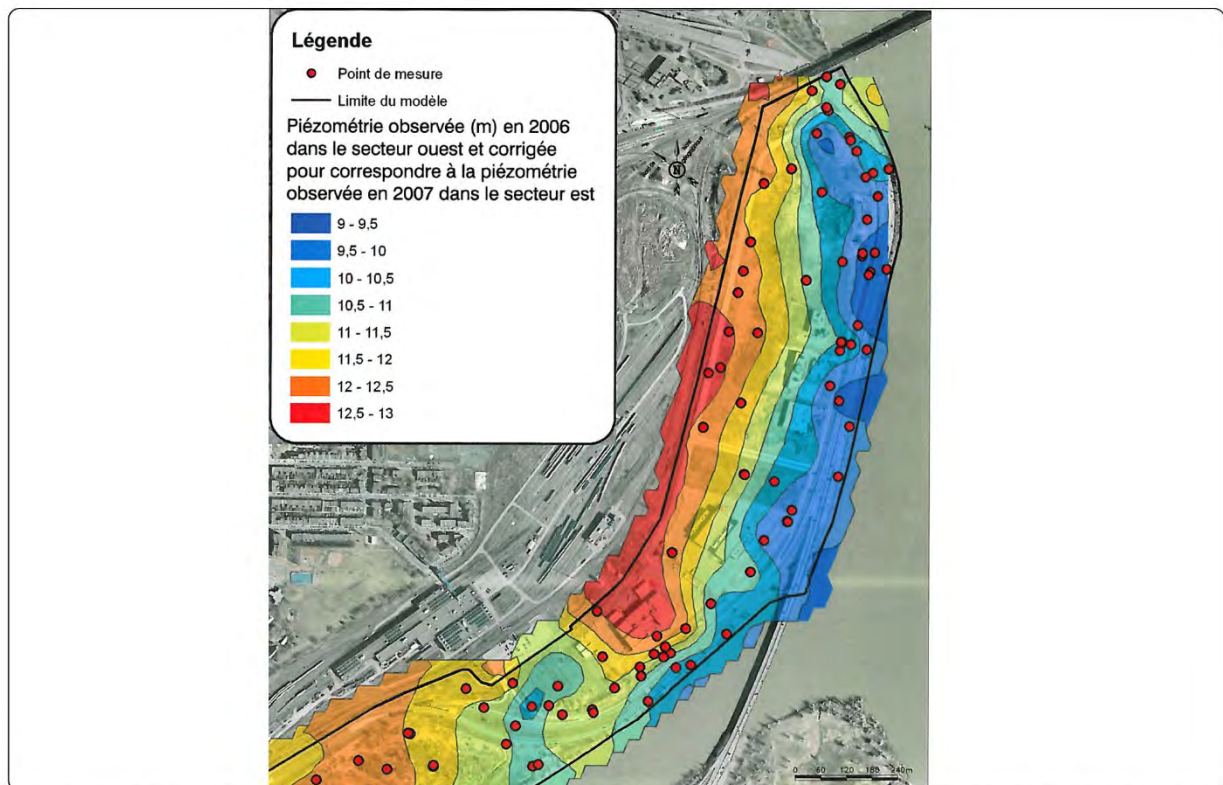 Légende
Point de mesure
Limite du modèle
Piézométrie observée (m) en 2006
dans le secteur ouest et corrigée
pour correspondre à la piézométrie
observée en 2007 dans le secteur est
9 - 9,5
9,5 - 10
10 - 10,5
10,5 - 11
11 - 11,5
11,5 - 12
12 - 12,5
12,5 - 13
N
0 60 120 180 240m